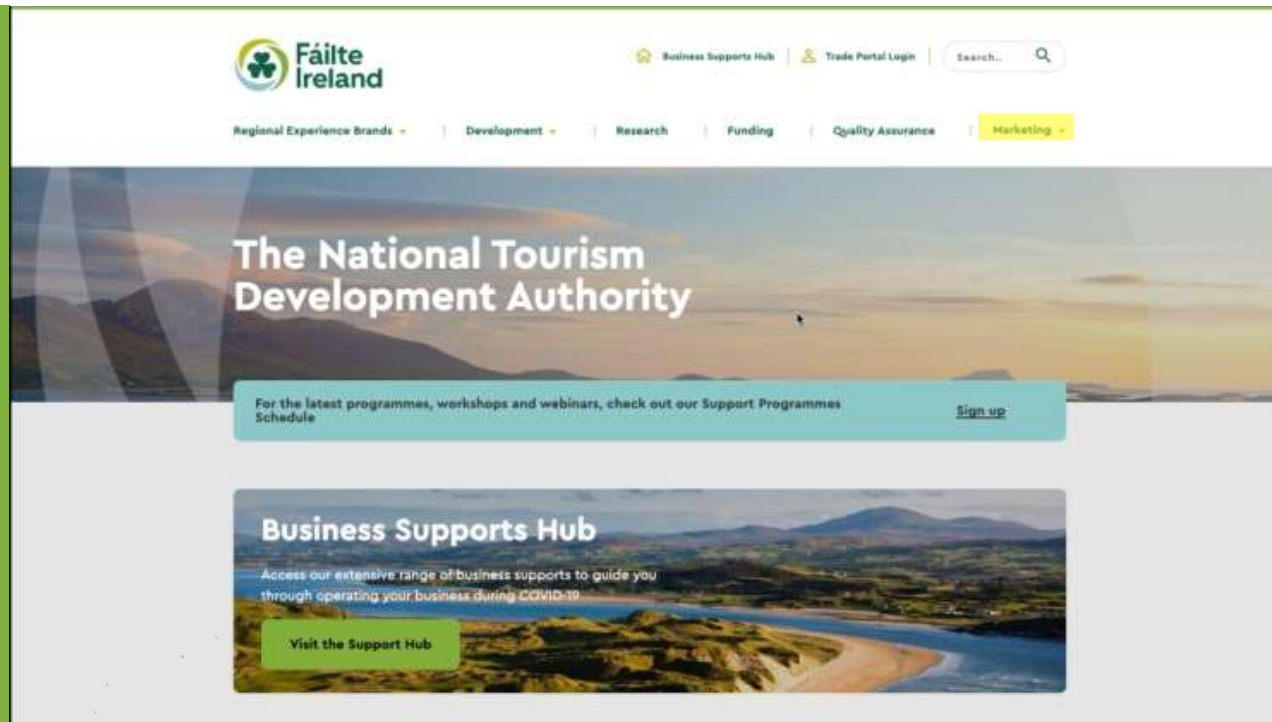 Fáilte
Ireland
Business Supports Hub
Trade Portal Login
Search...
Regional Experience Brands
Development
Research
Funding
Quality Assurance
Marketing
The National Tourism
Development Authority
For the latest programmes, workshops and webinars, check out our Support Programmes
Schedule
Sign up
Business Supports Hub
Access our extensive range of business supports to guide you
through operating your business during COVID-19
Visit the Support Hub